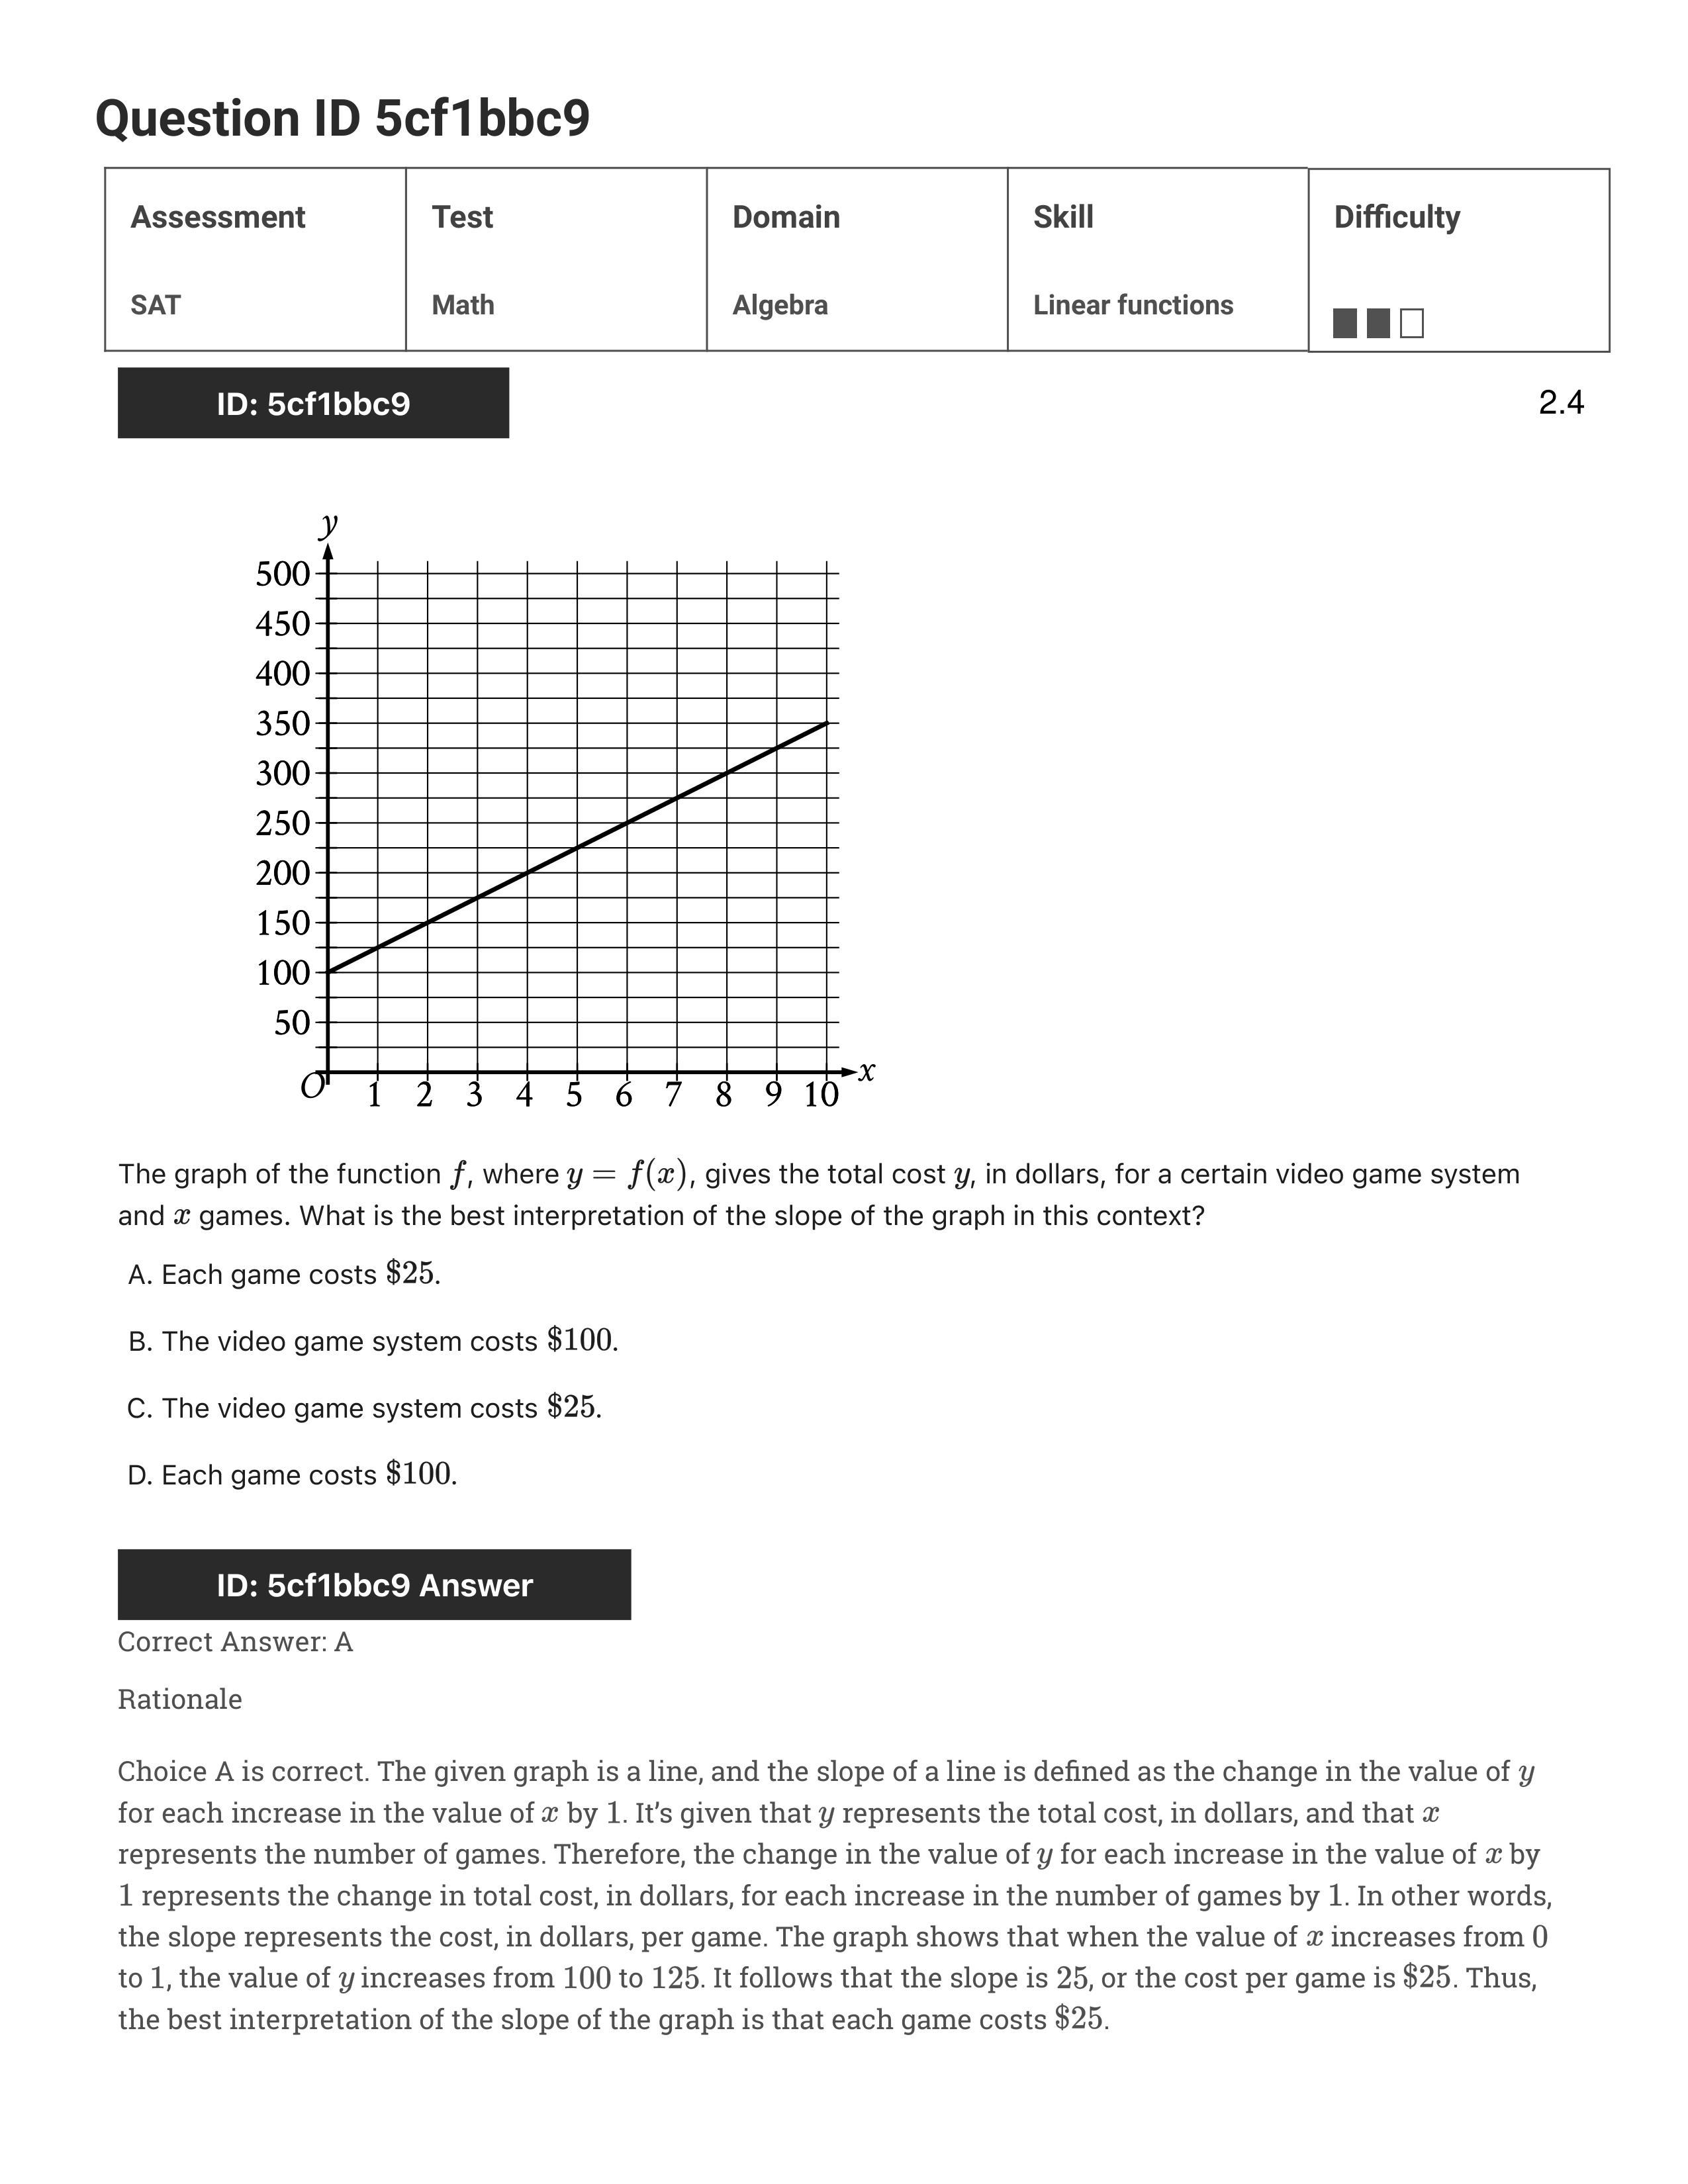 Question ID 5cf1bbc9
Assessment Test Domain Skill Difficulty
SAT Math Algebra Linear functions
ID: 5cf1bbc9 2.4
y
500
450
400
350
300
250
200
150
100
50
O 1 2 3 4 5 6 7 8 9 10 x
The graph of the function f, where y = f(x), gives the total cost y, in dollars, for a certain video game system
and x games. What is the best interpretation of the slope of the graph in this context?
A. Each game costs $25.
B. The video game system costs $100.
C. The video game system costs $25.
D. Each game costs $100.
ID: 5cf1bbc9 Answer
Correct Answer: A
Rationale
Choice A is correct. The given graph is a line, and the slope of a line is defined as the change in the value of y
for each increase in the value of x by 1. It’s given that y represents the total cost, in dollars, and that x
represents the number of games. Therefore, the change in the value of y for each increase in the value of x by
1 represents the change in total cost, in dollars, for each increase in the number of games by 1. In other words,
the slope represents the cost, in dollars, per game. The graph shows that when the value of x increases from 0
to 1, the value of y increases from 100 to 125. It follows that the slope is 25, or the cost per game is $25. Thus,
the best interpretation of the slope of the graph is that each game costs $25.